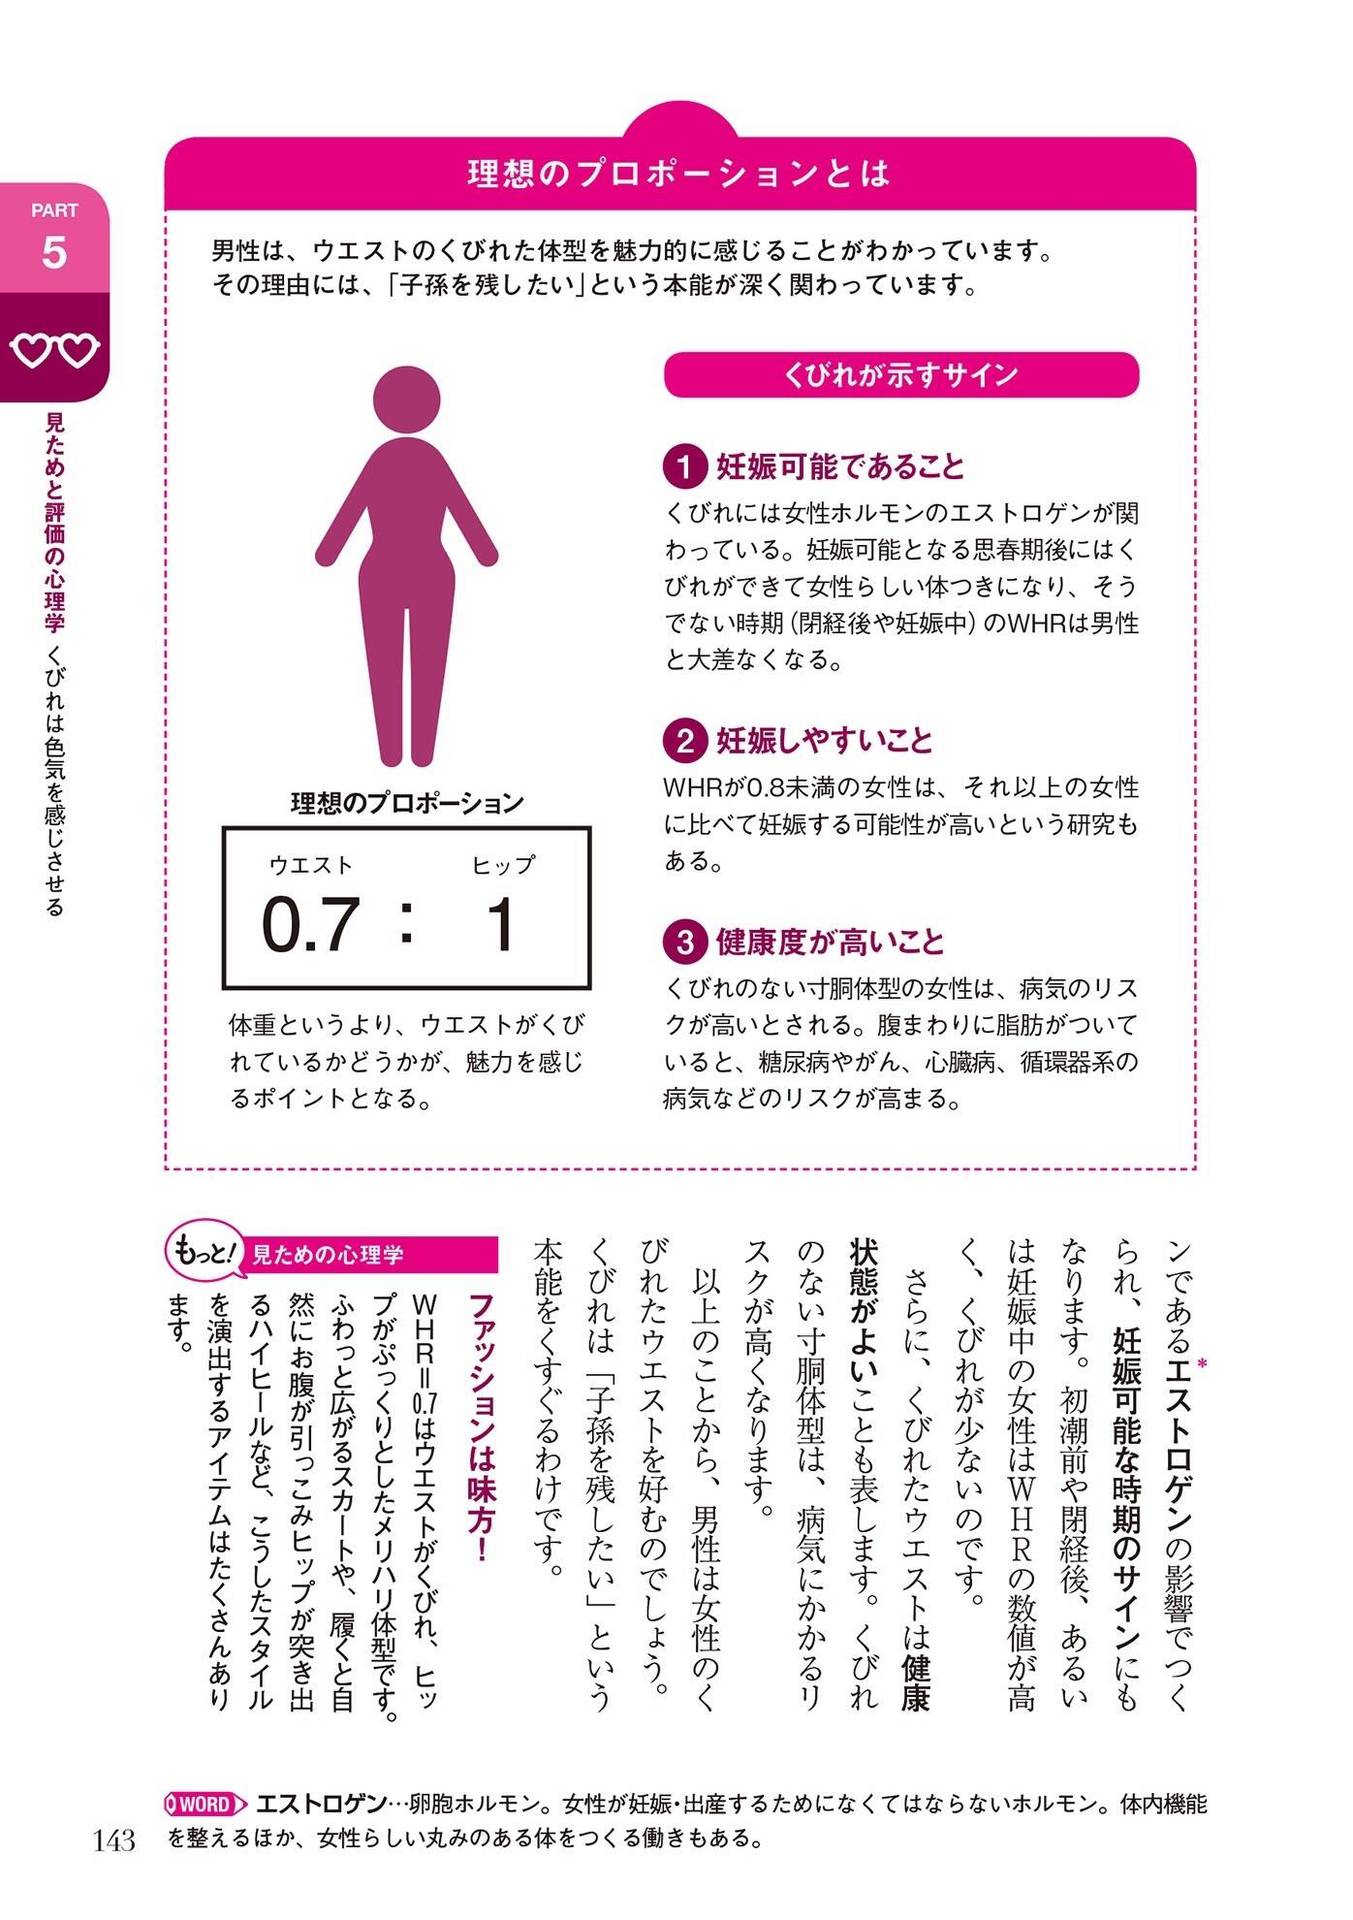 PART
5
見ためと評価の心理学 くびれは色気を感じさせる
理想のプロポーションとは
男性は、ウエストのくびれた体型を魅力的に感じることがわかっています。
その理由には、「子孫を残したい」という本能が深く関わっています。
理想のプロポーション
ウエスト ヒップ
0.7 : 1
体重というより、ウエストがくび
れているかどうかが、魅力を感じ
るポイントとなる。
くびれが示すサイン
1 妊娠可能であること
くびれには女性ホルモンのエストロゲンが関
わっている。妊娠可能となる思春期後にはく
びれができて女性らしい体つきになり、そう
でない時期（閉経後や妊娠中）のWHRは男性
と大差なくなる。
2 妊娠しやすいこと
WHRが0.8未満の女性は、それ以上の女性
に比べて妊娠する可能性が高いという研究も
ある。
3 健康度が高いこと
くびれのない寸胴体型の女性は、病気のリス
クが高いとされる。腹まわりに脂肪がついて
いると、糖尿病やがん、心臓病、循環器系の
病気などのリスクが高まる。
ンであるエストロゲン*の影響でつく
られ、妊娠可能な時期のサインにも
なります。初潮前や閉経後、あるい
は妊娠中の女性はWHRの数値が高
く、くびれが少ないのです。
さらに、くびれたウエストは健康
状態がよいことも表します。くびれ
のない寸胴体型は、病気にかかるリ
スクが高くなります。
以上のことから、男性は女性のく
びれたウエストを好むのでしょう。
くびれは「子孫を残したい」という
本能をくすぐるわけです。
もっと! 見ための心理学
ファッションは味方！
WHR＝0.7はウエストがくびれ、ヒッ
プがぷっくりとしたメリハリ体型です。
ふわっと広がるスカートや、履くと自
然にお腹が引っこみヒップが突き出
るハイヒールなど、こうしたスタイル
を演出するアイテムはたくさんあり
ます。
WORD エストロゲン…卵胞ホルモン。女性が妊娠・出産するためになくてはならないホルモン。体内機能
を整えるほか、女性らしい丸みのある体をつくる働きもある。
143